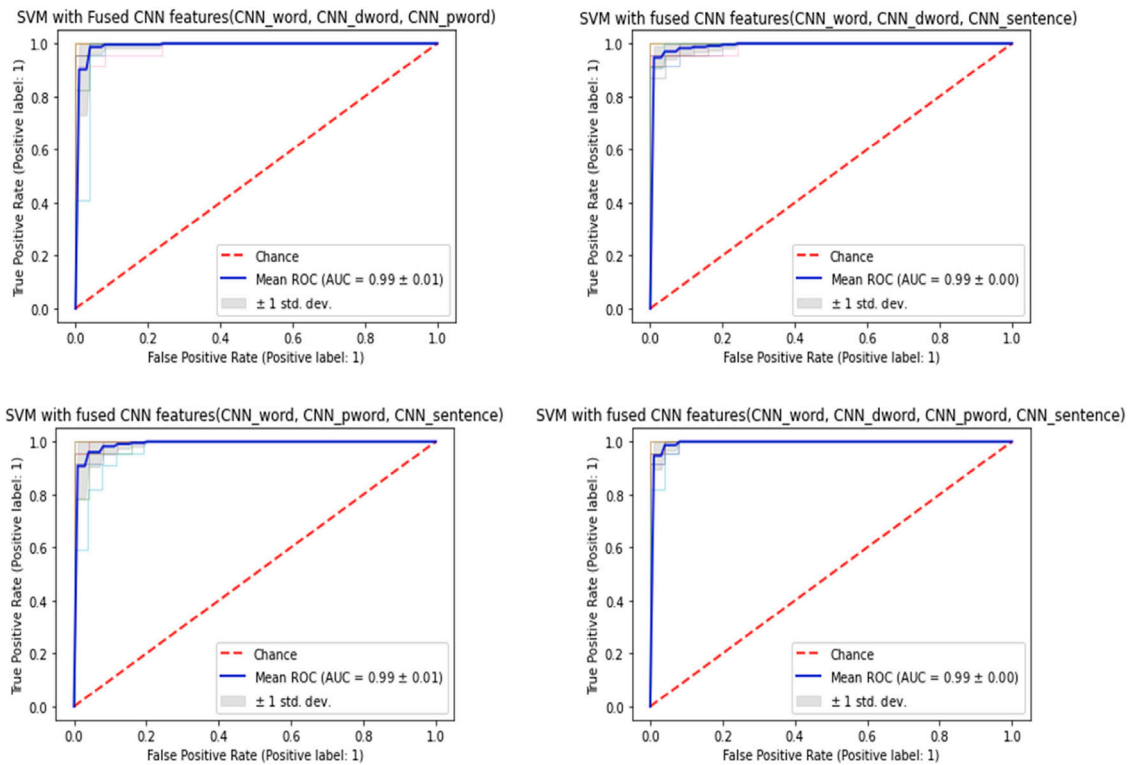 SVM with Fused CNN features(CNN_word, CNN_dword, CNN_pword)
True Positive Rate (Positive label: 1)
1.0
0.8
0.6
0.4
0.2
0.0
Chance
Mean ROC (AUC = 0.99 ± 0.01)
± 1 std. dev.
0.0 0.2 0.4 0.6 0.8 1.0
False Positive Rate (Positive label: 1)
SVM with fused CNN features(CNN_word, CNN_dword, CNN_sentence)
True Positive Rate (Positive label: 1)
1.0
0.8
0.6
0.4
0.2
0.0
Chance
Mean ROC (AUC = 0.99 ± 0.00)
± 1 std. dev.
0.0 0.2 0.4 0.6 0.8 1.0
False Positive Rate (Positive label: 1)
SVM with fused CNN features(CNN_word, CNN_pword, CNN_sentence)
True Positive Rate (Positive label: 1)
1.0
0.8
0.6
0.4
0.2
0.0
Chance
Mean ROC (AUC = 0.99 ± 0.01)
± 1 std. dev.
0.0 0.2 0.4 0.6 0.8 1.0
False Positive Rate (Positive label: 1)
SVM with fused CNN features(CNN_word, CNN_dword, CNN_pword, CNN_sentence)
True Positive Rate (Positive label: 1)
1.0
0.8
0.6
0.4
0.2
0.0
Chance
Mean ROC (AUC = 0.99 ± 0.00)
± 1 std. dev.
0.0 0.2 0.4 0.6 0.8 1.0
False Positive Rate (Positive label: 1)